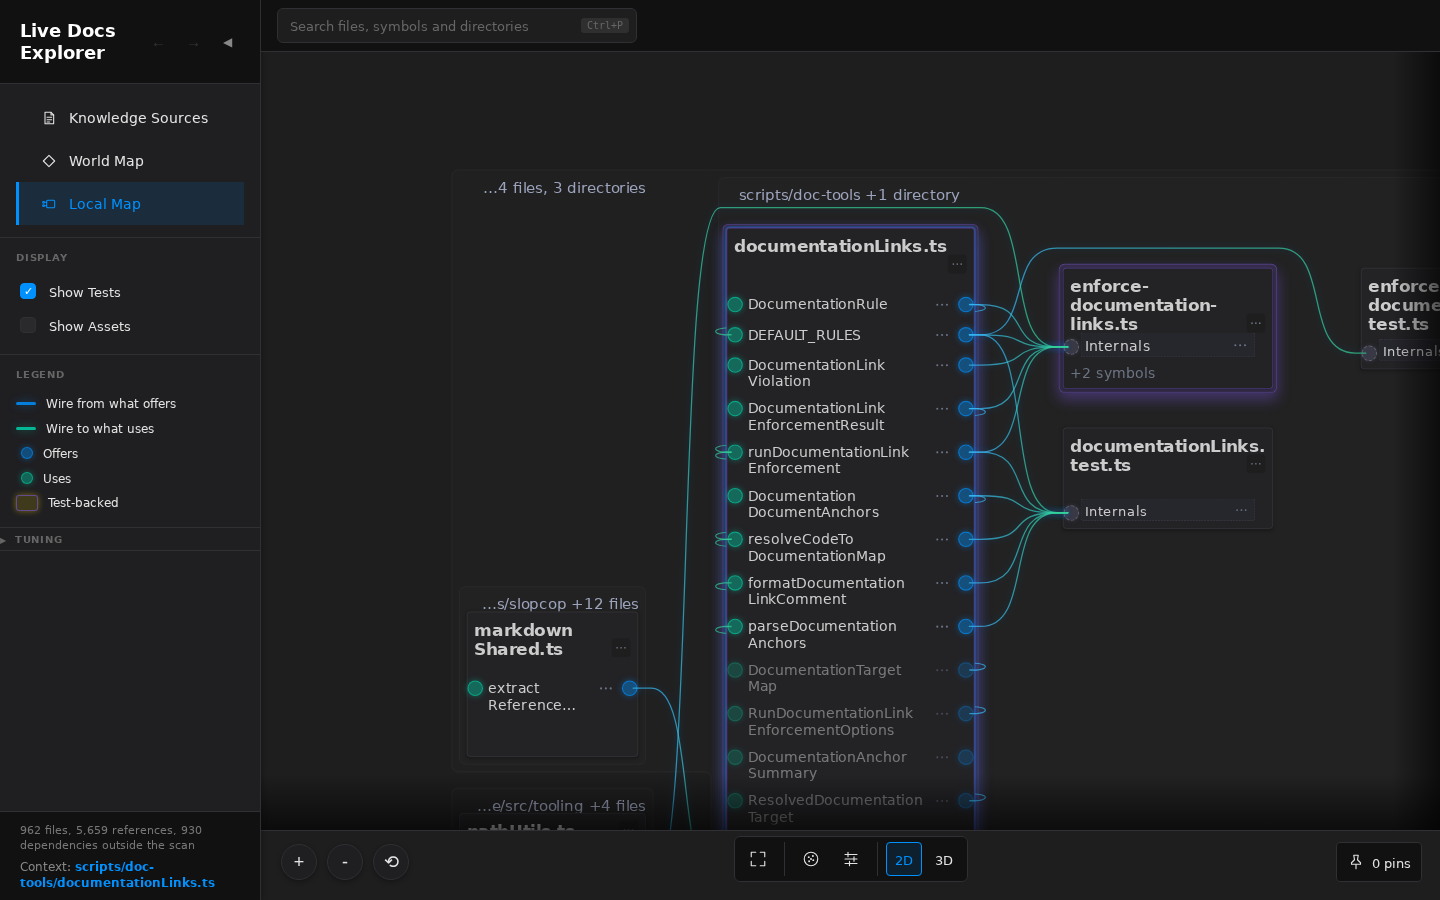 Live Docs
Explorer
Search files, symbols and directories
Ctrl+P
Knowledge Sources
World Map
Local Map
DISPLAY
Show Tests
Show Assets
LEGEND
Wire from what offers
Wire to what uses
Offers
Uses
Test-backed
TUNING
962 files, 5,659 references, 930
dependencies outside the scan
Context: scripts/doc-
tools/documentationLinks.ts
...4 files, 3 directories
scripts/doc-tools +1 directory
documentationLinks.ts
DocumentationRule
DEFAULT_RULES
DocumentationLink
Violation
DocumentationLink
EnforcementResult
runDocumentationLink
Enforcement
Documentation
DocumentAnchors
resolveCodeTo
DocumentationMap
formatDocumentation
LinkComment
parseDocumentation
Anchors
DocumentationTarget
Map
RunDocumentationLink
EnforcementOptions
DocumentationAnchor
Summary
ResolvedDocumentation
Target
enforce-
documentation-
links.ts
Internals
+2 symbols
documentationLinks.
test.ts
Internals
enforce
docume
test.ts
Internals
...s/slopcop +12 files
markdown
Shared.ts
extract
Reference...
...e/src/tooling +4 files
pathUtils.ts
+
-
2D
3D
0 pins